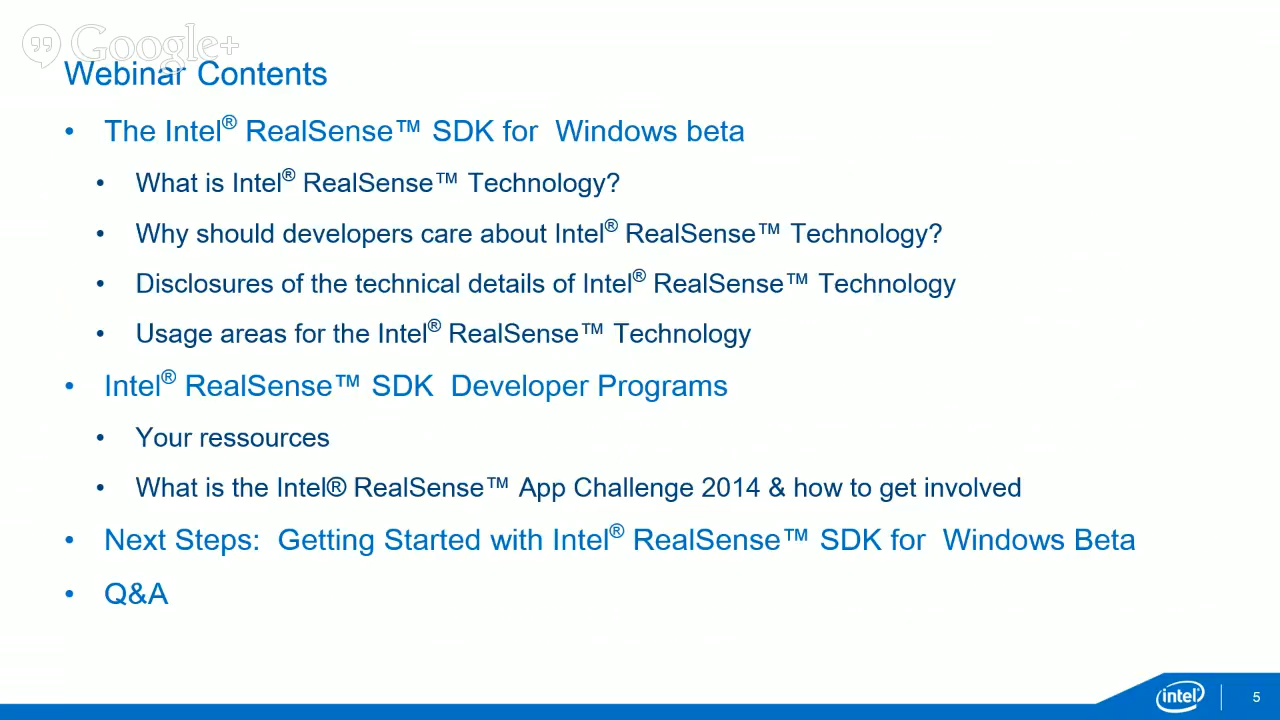 Google+
Webinar Contents
• The Intel® RealSense™ SDK for  Windows beta
• What is Intel® RealSense™ Technology?
• Why should developers care about Intel® RealSense™ Technology?
• Disclosures of the technical details of Intel® RealSense™ Technology
• Usage areas for the Intel® RealSense™ Technology
• Intel® RealSense™ SDK  Developer Programs
• Your ressources
• What is the Intel® RealSense™ App Challenge 2014 & how to get involved
• Next Steps:  Getting Started with Intel® RealSense™ SDK for  Windows Beta
• Q&A
intel
5